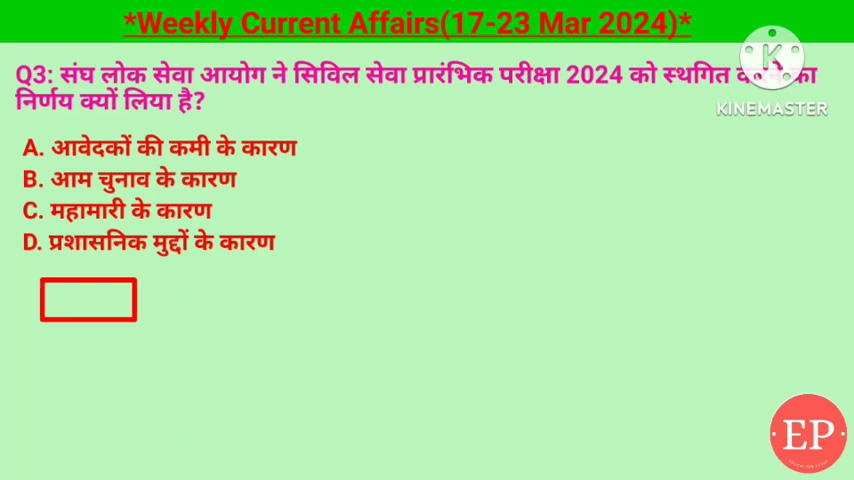 *Weekly Current Affairs(17-23 Mar 2024)*
Q3: संघ लोक सेवा आयोग ने सिविल सेवा प्रारंभिक परीक्षा 2024 को स्थगित करने का
निर्णय क्यों लिया है?
A. आवेदकों की कमी के कारण
B. आम चुनाव के कारण
C. महामारी के कारण
D. प्रशासनिक मुद्दों के कारण
K
KINEMASTER
EP